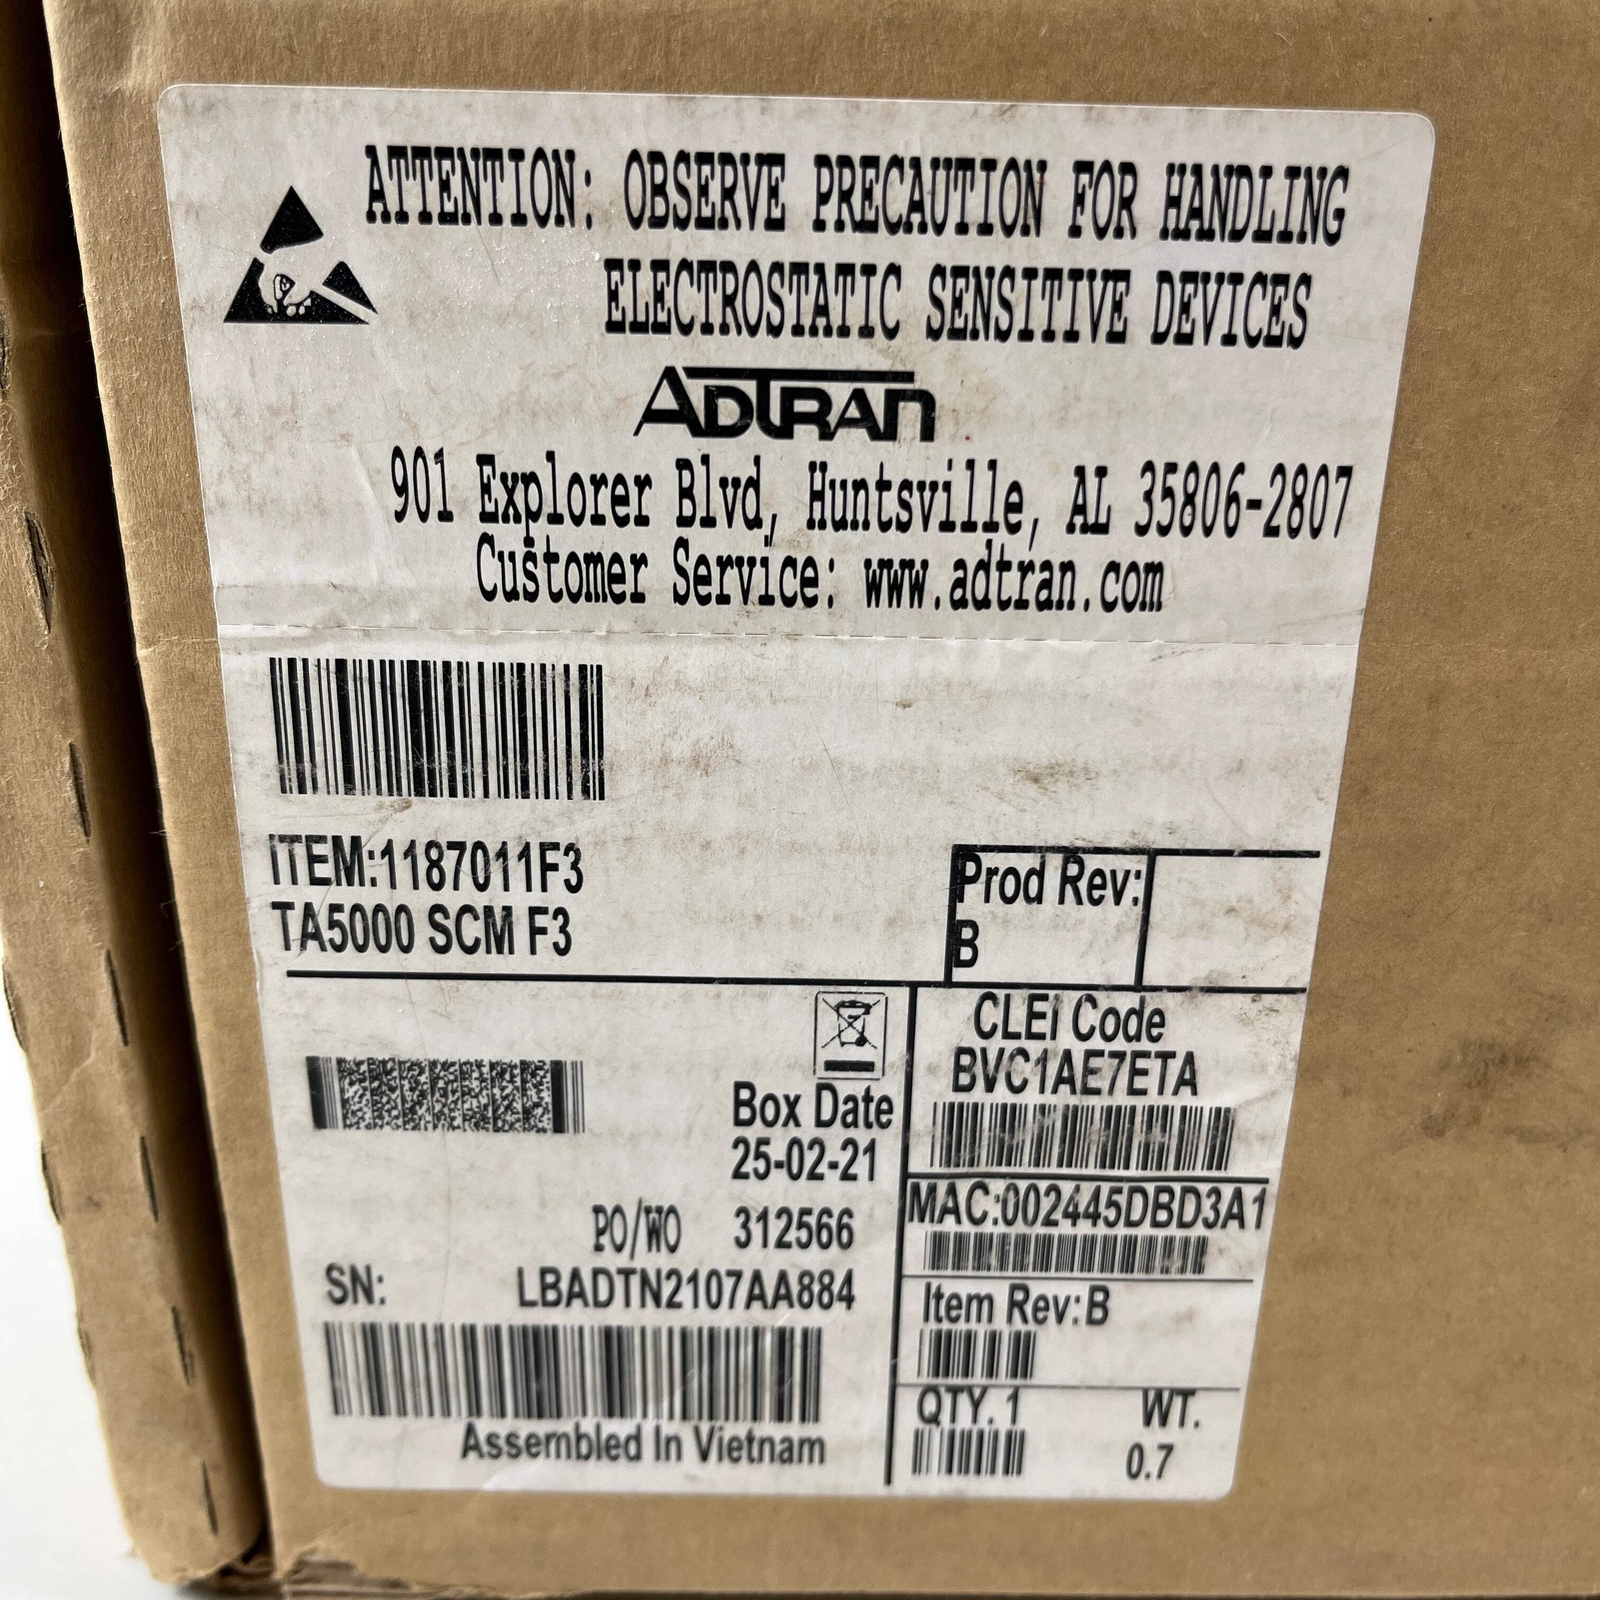 ATTENTION: OBSERVE PRECAUTION FOR HANDLING
ELECTROSTATIC SENSITIVE DEVICES
ADTRAN
901 Explorer Blvd, Huntsville, AL 35806-2807
Customer Service: www.adtran.com
ITEM:1187011F3
TA5000 SCM F3
Prod Rev:
B
CLEI Code
BVC1AE7ETA
Box Date
25-02-21
MAC:002445DBD3A1
PO/WO 312566
SN: LBADTN2107AA884
Item Rev:B
QTY. 1 WT.
0.7
Assembled In Vietnam